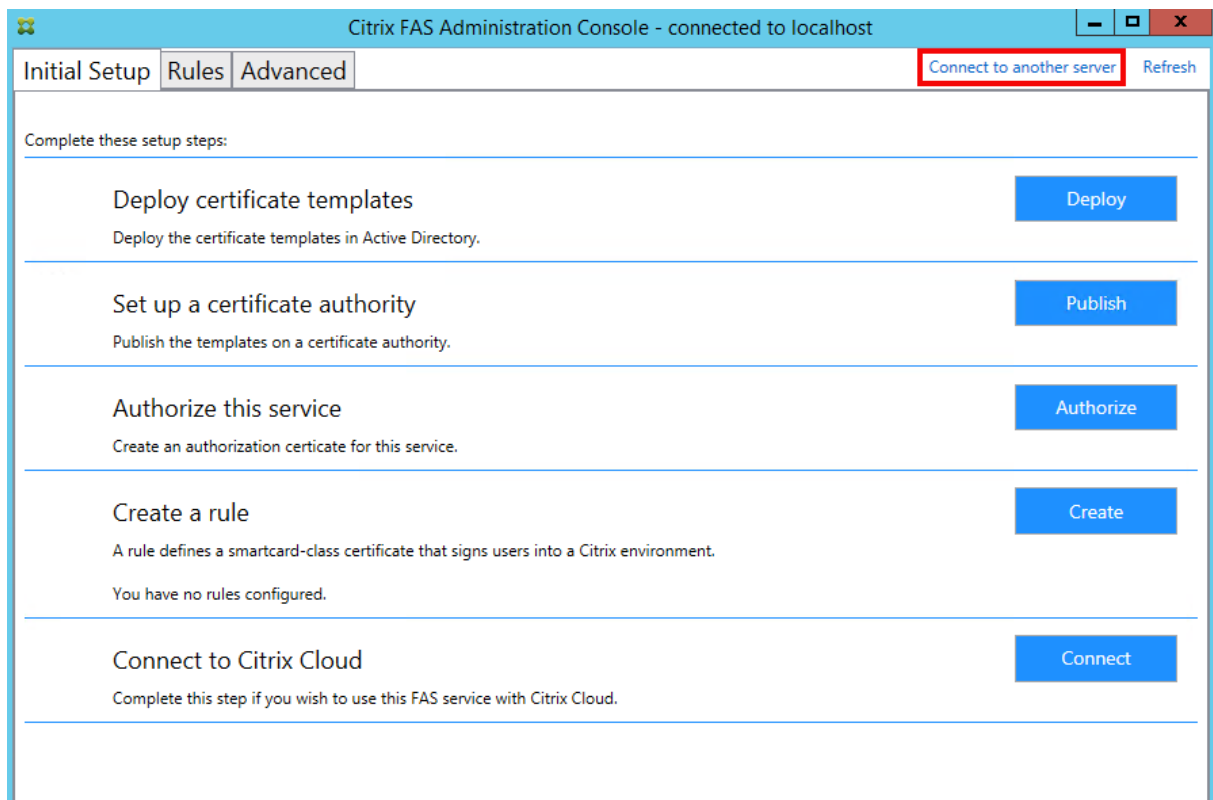 Citrix FAS Administration Console - connected to localhost
Initial Setup Rules Advanced Connect to another server Refresh
Complete these setup steps:
Deploy certificate templates
Deploy
Deploy the certificate templates in Active Directory.
Set up a certificate authority
Publish
Publish the templates on a certificate authority.
Authorize this service
Authorize
Create an authorization certicate for this service.
Create a rule
Create
A rule defines a smartcard-class certificate that signs users into a Citrix environment.
You have no rules configured.
Connect to Citrix Cloud
Connect
Complete this step if you wish to use this FAS service with Citrix Cloud.